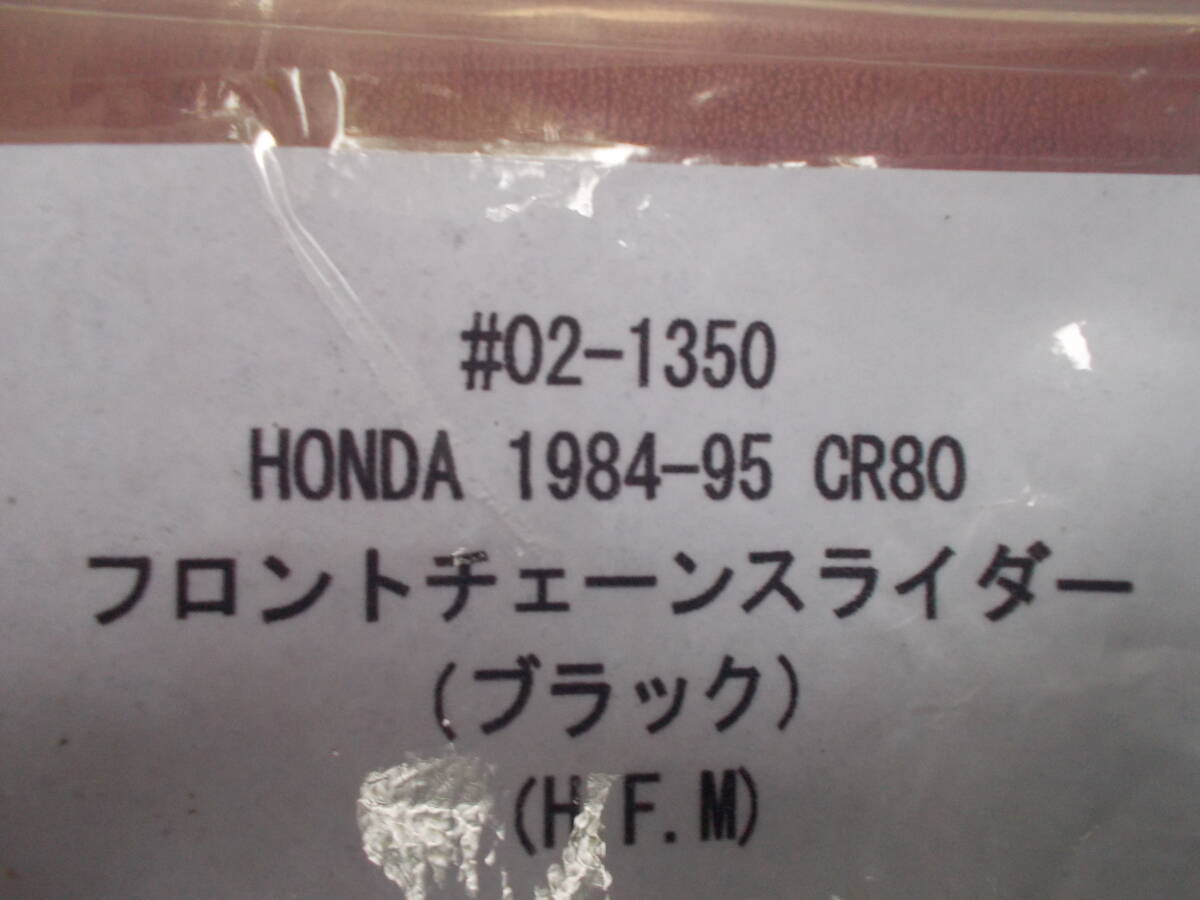 #02-1350
HONDA 1984-95 CR80
フロントチェーンスライダー
(ブラック)
(H F.M)